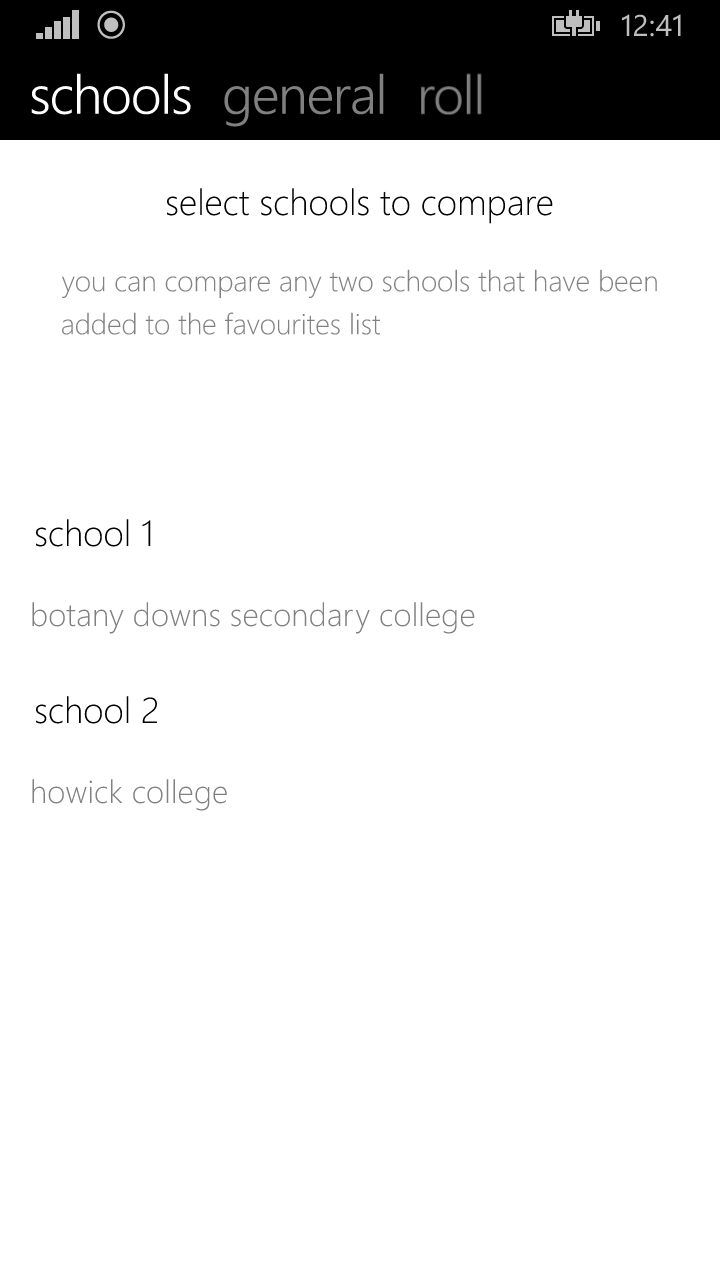 12:41
schools general roll
select schools to compare
you can compare any two schools that have been
added to the favourites list
school 1
botany downs secondary college
school 2
howick college